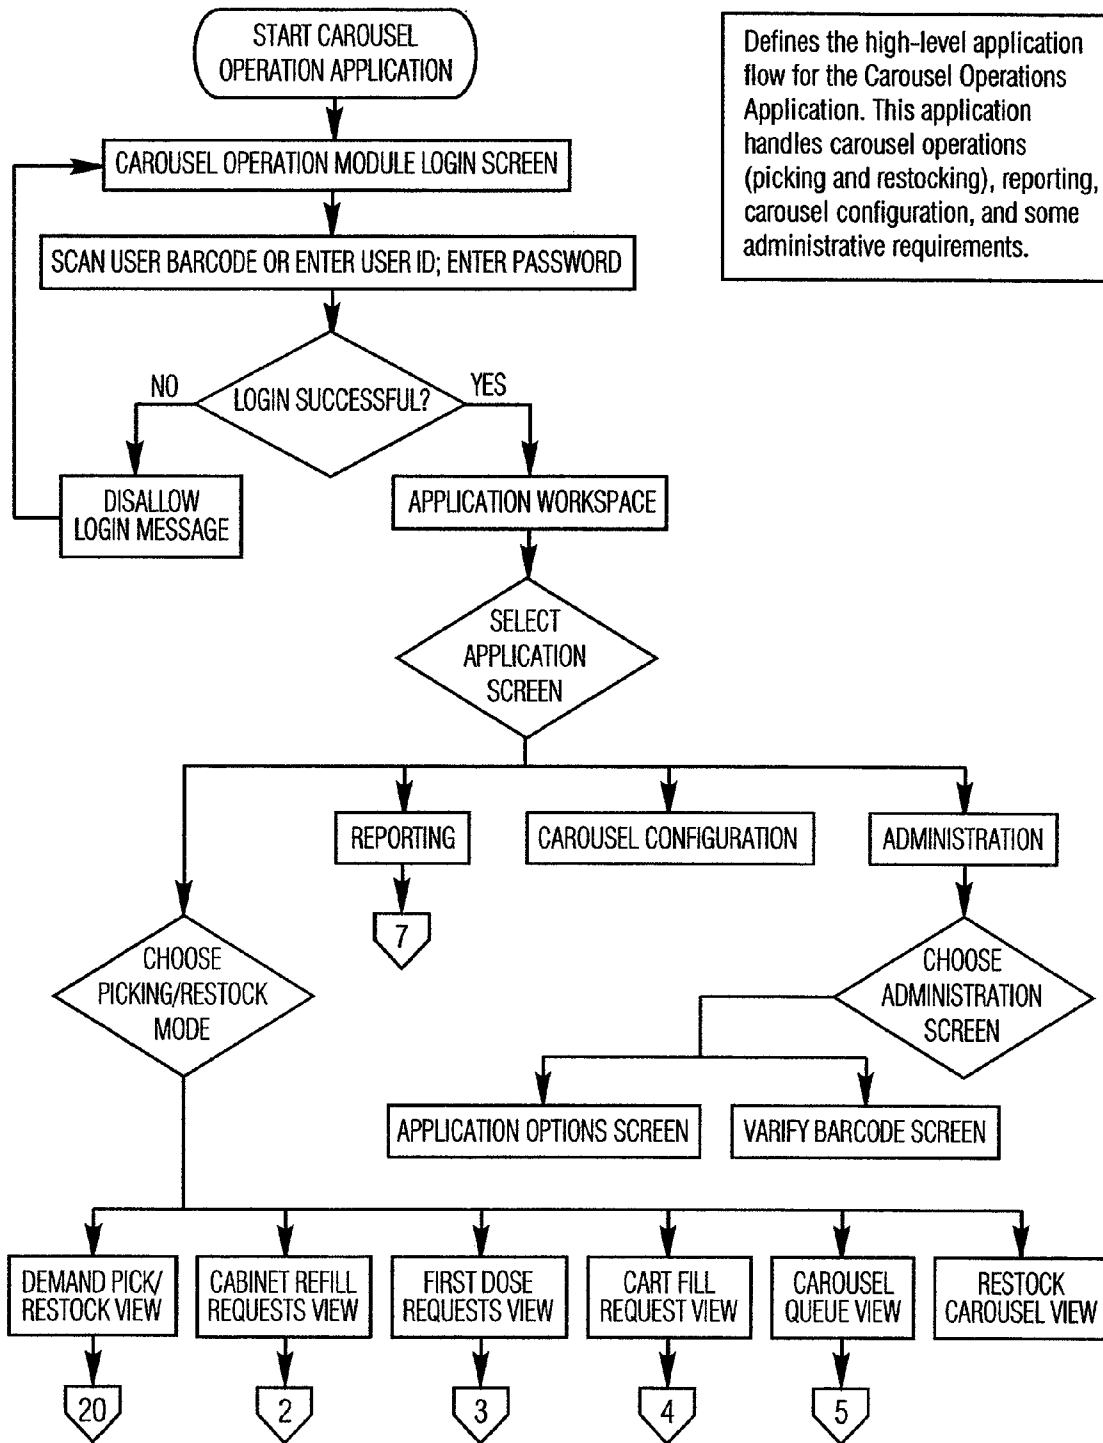 START CAROUSEL
OPERATION APPLICATION
Defines the high-level application
flow for the Carousel Operations
Application. This application
handles carousel operations
(picking and restocking), reporting,
carousel configuration, and some
administrative requirements.
CAROUSEL OPERATION MODULE LOGIN SCREEN
SCAN USER BARCODE OR ENTER USER ID; ENTER PASSWORD
NO
LOGIN SUCCESSFUL?
YES
DISALLOW
LOGIN MESSAGE
APPLICATION WORKSPACE
SELECT
APPLICATION
SCREEN
REPORTING
CAROUSEL CONFIGURATION
ADMINISTRATION
7
CHOOSE
PICKING/RESTOCK
MODE
CHOOSE
ADMINISTRATION
SCREEN
APPLICATION OPTIONS SCREEN
VARIFY BARCODE SCREEN
DEMAND PICK/
RESTOCK VIEW
CABINET REFILL
REQUESTS VIEW
FIRST DOSE
REQUESTS VIEW
CART FILL
REQUEST VIEW
CAROUSEL
QUEUE VIEW
RESTOCK
CAROUSEL VIEW
20
2
3
4
5